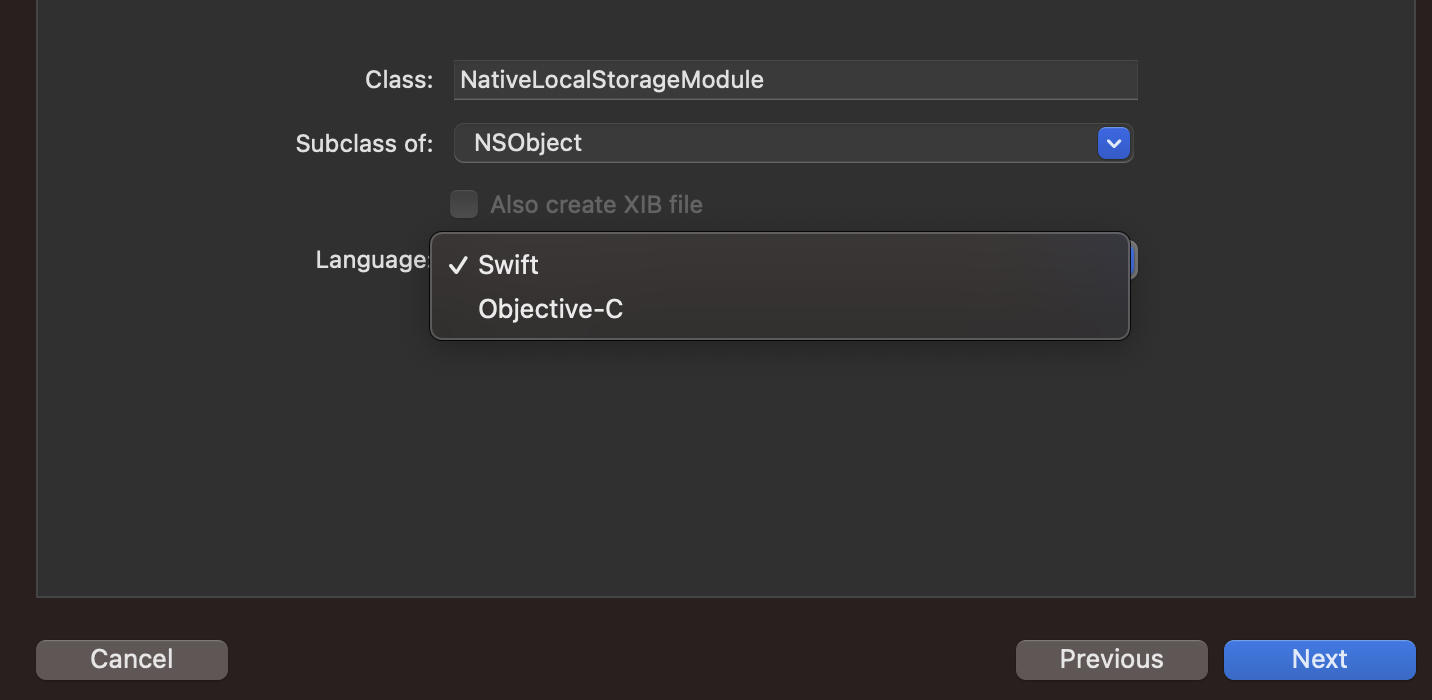 Class: NativeLocalStorageModule
Subclass of: NSObject
Also create XIB file
Language: Swift
Objective-C
Cancel Previous Next